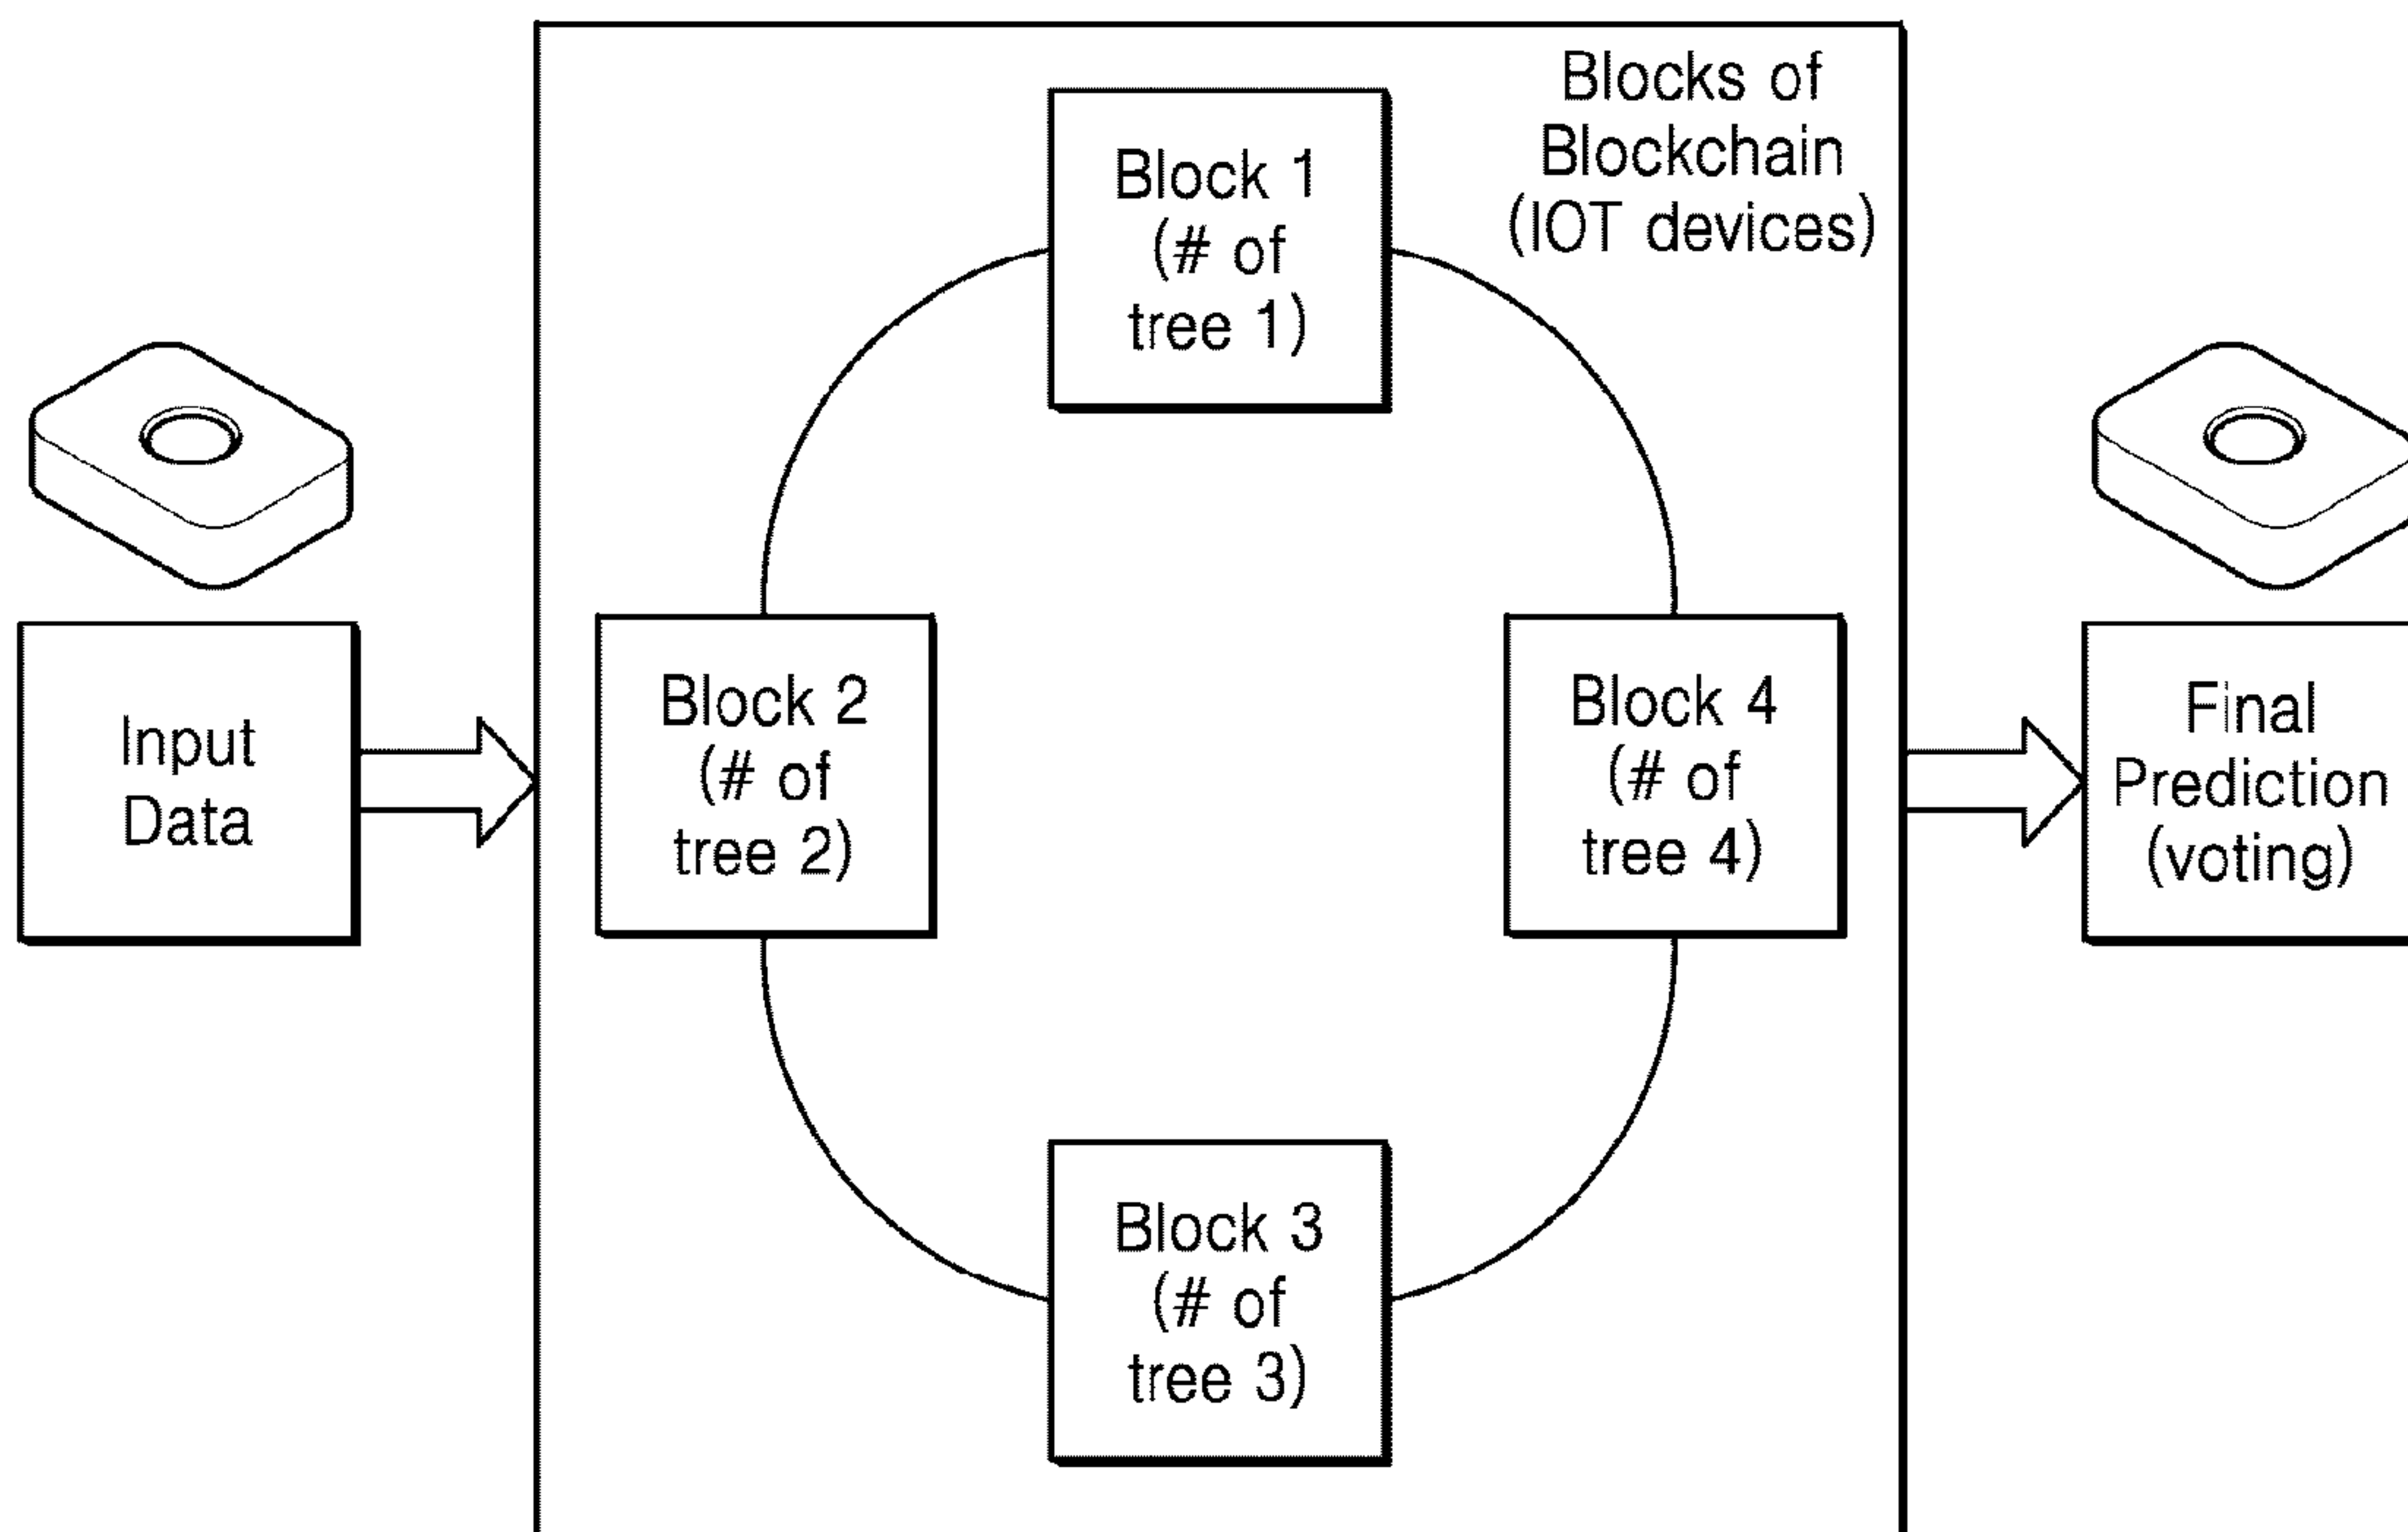 Blocks of
Blockchain
(IOT devices)
Block 1
(# of
tree 1)
Input
Data
Block 2
(# of
tree 2)
Block 4
(# of
tree 4)
Final
Prediction
(voting)
Block 3
(# of
tree 3)